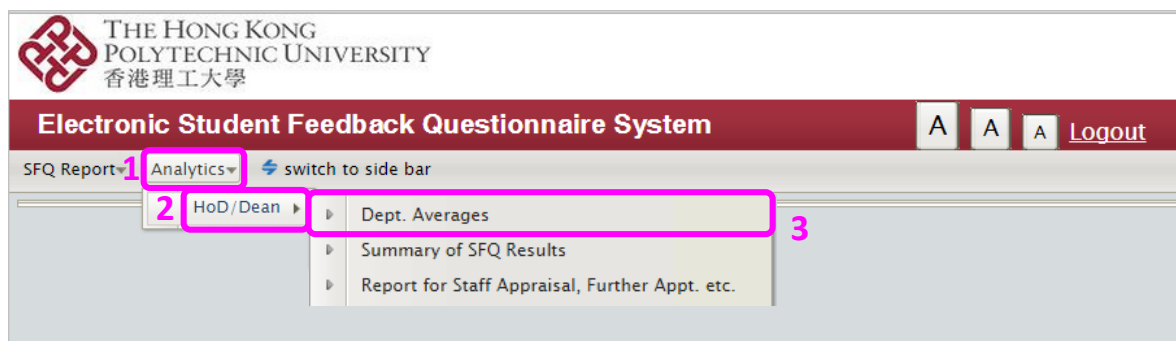 THE HONG KONG
POLYTECHNIC UNIVERSITY
香港理工大學
Electronic Student Feedback Questionnaire System
A A A Logout
SFQ Report 1 Analytics switch to side bar
2 HoD/Dean Dept. Averages 3
Summary of SFQ Results
Report for Staff Appraisal, Further Appt. etc.